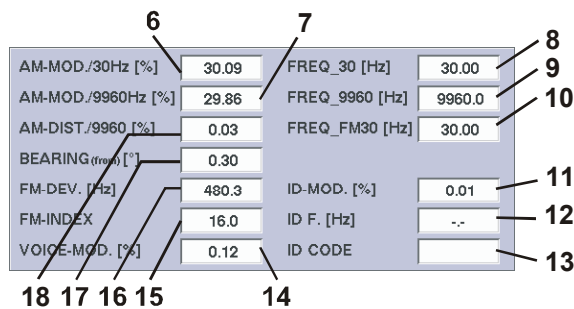 6 7 8
AM-MOD./30Hz [%] 30.09 FREQ_30 [Hz] 30.00
9
AM-MOD./9960Hz [%] 29.86 FREQ_9960 [Hz] 9960.0
10
AM-DIST./9960 [%] 0.03 FREQ_FM30 [Hz] 30.00
BEARING(from) [°] 0.30
FM-DEV. [Hz] 480.3 ID-MOD. [%] 0.01 11
FM-INDEX 16.0 ID F. [Hz] -.- 12
VOICE-MOD. [%] 0.12 ID CODE 13
18 17 16 15 14